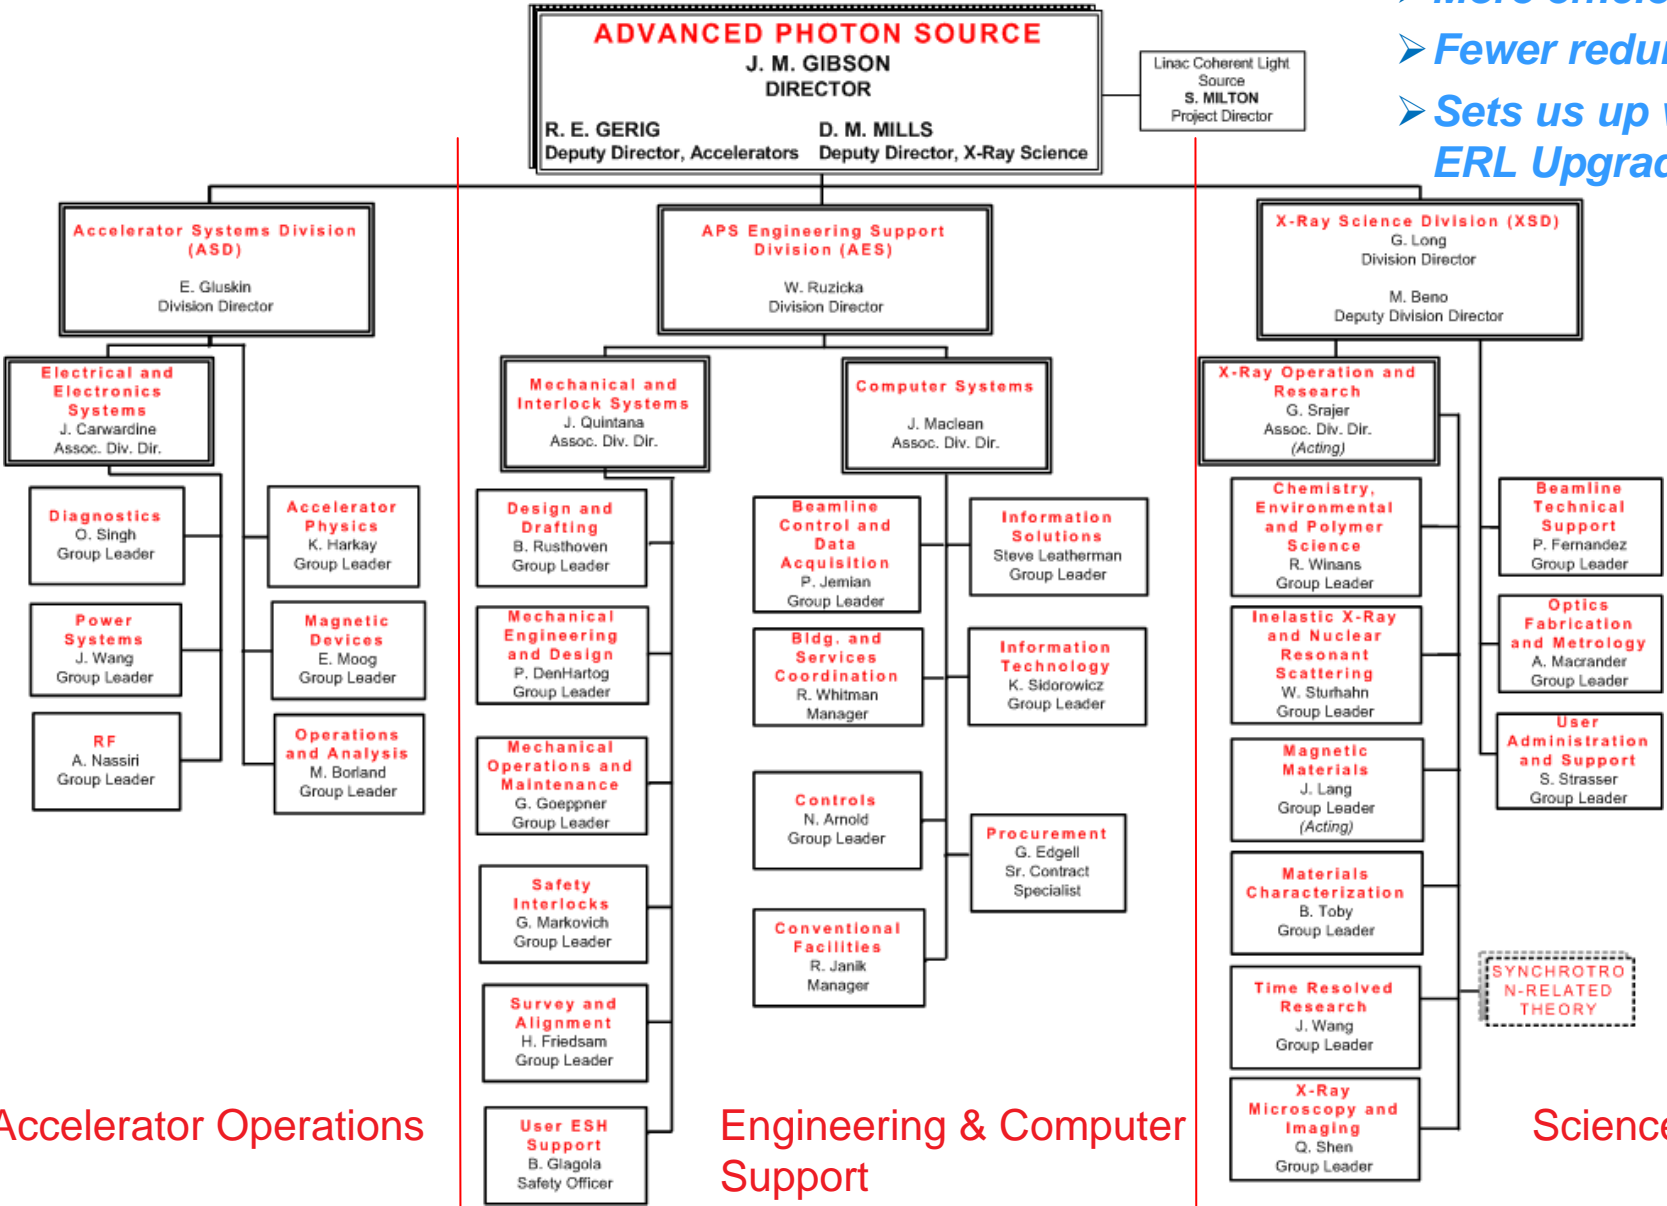 ADVANCED PHOTON SOURCE
J. M. GIBSON
DIRECTOR
R. E. GERIG
Deputy Director, Accelerators
D. M. MILLS
Deputy Director, X-Ray Science
Linac Coherent Light
Source
S. MILTON
Project Director
Fewer
Sets us up
ERL
Accelerator Systems Division
(ASD)
E. Gluskin
Division Director
APS Engineering Support
Division (AES)
W. Ruzicka
Division Director
X-Ray Science Division (XSD)
G. Long
Division Director
M. Beno
Deputy Division Director
Electrical and
Electronics
Systems
J. Carwardine
Assoc. Div. Dir.
Diagnostics
O. Singh
Group Leader
Power
Systems
J. Wang
Group Leader
RF
A. Nassiri
Group Leader
Accelerator
Physics
K. Harkay
Group Leader
Magnetic
Devices
E. Moog
Group Leader
Operations
and Analysis
M. Borland
Group Leader
Mechanical and
Interlock Systems
J. Quintana
Assoc. Div. Dir.
Design and
Drafting
B. Rusthoven
Group Leader
Mechanical
Engineering
and Design
P. DenHartog
Group Leader
Mechanical
Operations and
Maintenance
G. Goeppner
Group Leader
Safety
Interlocks
G. Markovich
Group Leader
Survey and
Alignment
H. Friedsam
Group Leader
User ESH
Support
B. Glagola
Safety Officer
Computer Systems
J. Maclean
Assoc. Div. Dir.
Beamline
Control and
Data
Acquisition
P. Jemian
Group Leader
Bldg. and
Services
Coordination
R. Whitman
Manager
Controls
N. Arnold
Group Leader
Conventional
Facilities
R. Janik
Manager
Information
Solutions
Steve Leatherman
Group Leader
Information
Technology
K. Sidorowicz
Group Leader
Procurement
G. Edgell
Sr. Contract
Specialist
X-Ray Operation and
Research
G. Srajer
Assoc. Div. Dir.
(Acting)
Chemistry,
Environmental
and Polymer
Science
R. Winans
Group Leader
Inelastic X-Ray
and Nuclear
Resonant
Scattering
W. Sturhahn
Group Leader
Magnetic
Materials
J. Lang
Group Leader
(Acting)
Materials
Characterization
B. Toby
Group Leader
Time Resolved
Research
J. Wang
Group Leader
X-Ray
Microscopy and
Imaging
Q. Shen
Group Leader
Beamline
Technical
Support
P. Fernandez
Group Leader
Optics
Fabrication
and Metrology
A. Macrander
Group Leader
User
Administration
and Support
S. Strasser
Group Leader
SYNCHROTRO
N-RELATED
THEORY
Accelerator Operations
Engineering & Computer
Support
Science